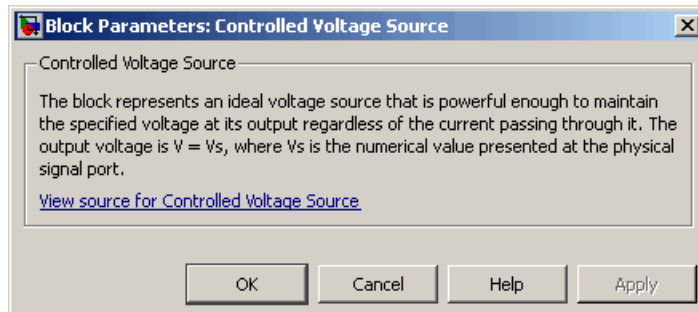 Block Parameters: Controlled Voltage Source
Controlled Voltage Source
The block represents an ideal voltage source that is powerful enough to maintain
the specified voltage at its output regardless of the current passing through it. The
output voltage is V = Vs, where Vs is the numerical value presented at the physical
signal port.
View source for Controlled Voltage Source
OK Cancel Help Apply